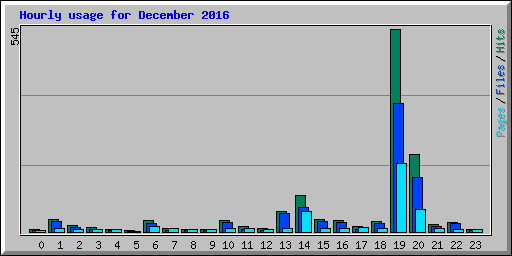 Hourly usage for December 2016
545
Pages / Files / Hits
0 1 2 3 4 5 6 7 8 9 10 11 12 13 14 15 16 17 18 19 20 21 22 23